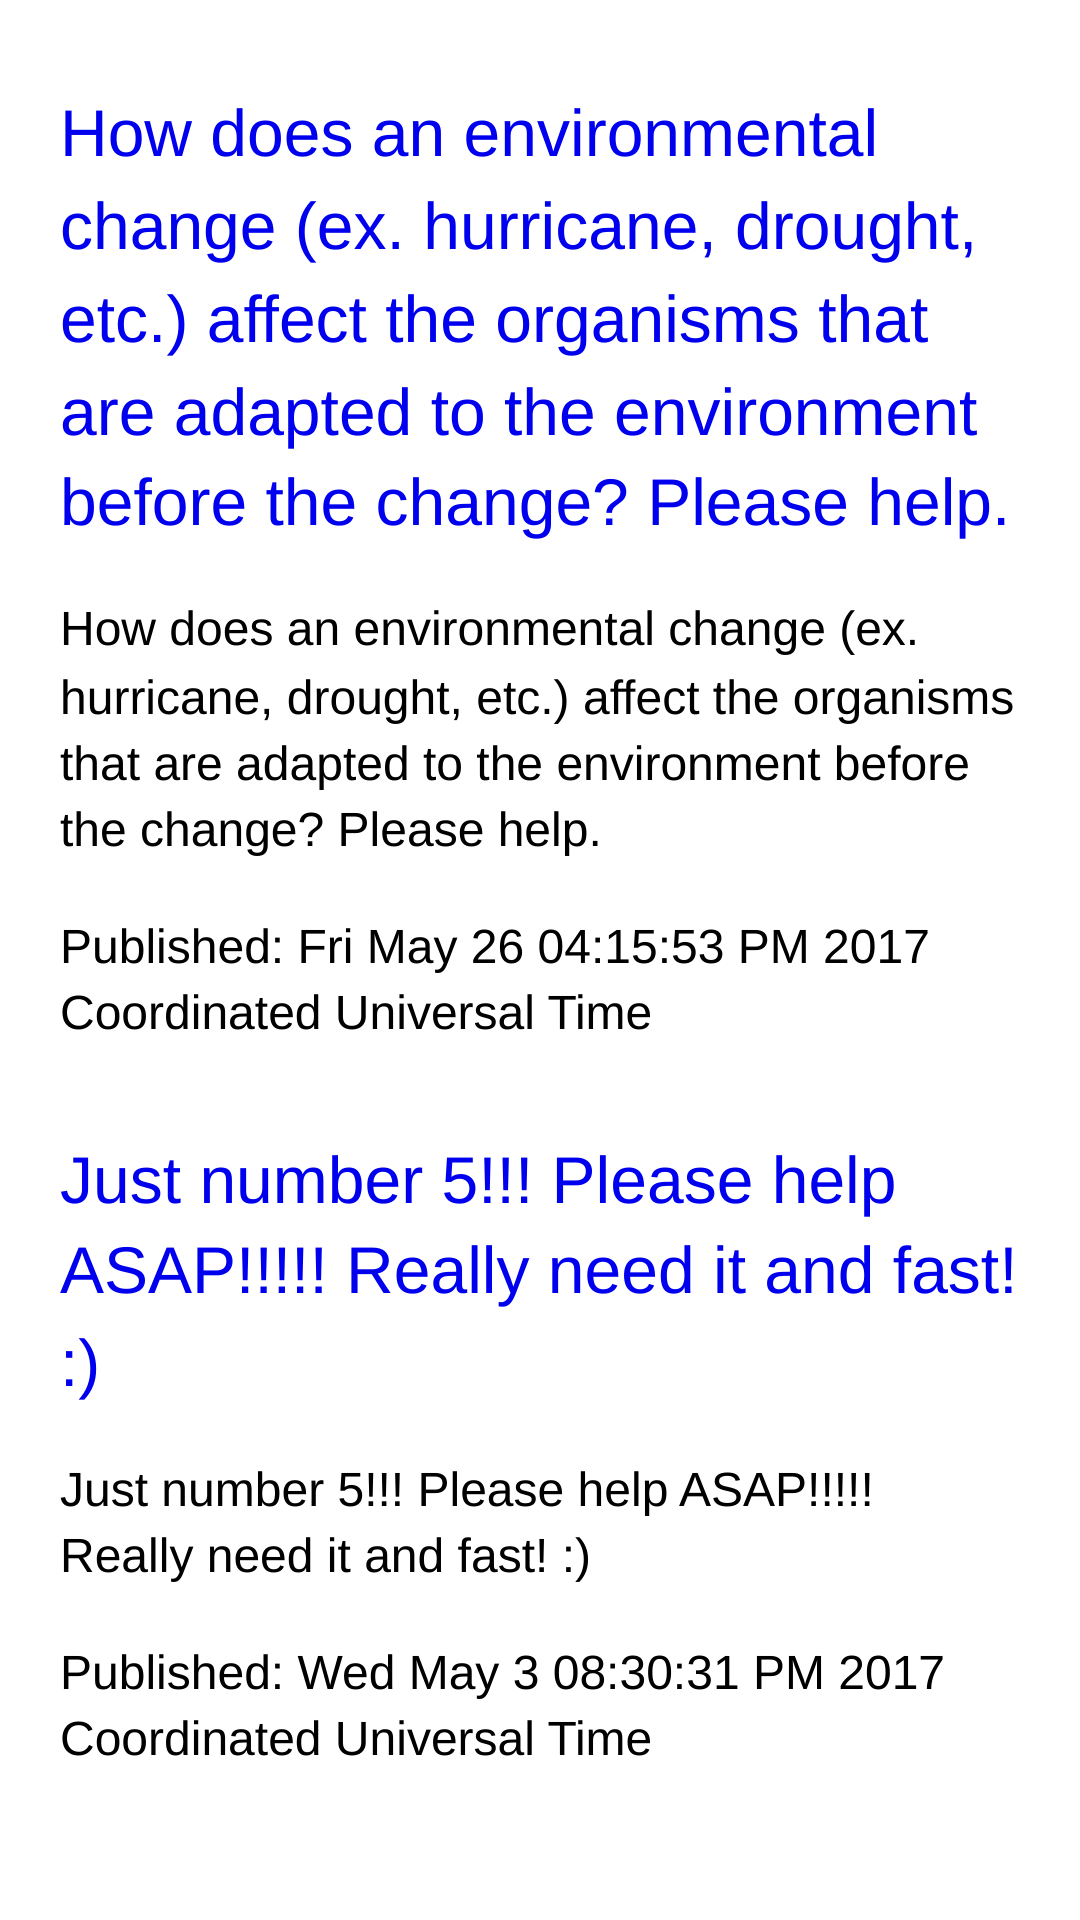 How does an environmental
change (ex. hurricane, drought,
etc.) affect the organisms that
are adapted to the environment
before the change? Please help.
How does an environmental change (ex.
hurricane, drought, etc.) affect the organisms
that are adapted to the environment before
the change? Please help.
Published: Fri May 26 04:15:53 PM 2017
Coordinated Universal Time
Just number 5!!! Please help
ASAP!!!!! Really need it and fast!
:)
Just number 5!!! Please help ASAP!!!!!
Really need it and fast! :)
Published: Wed May 3 08:30:31 PM 2017
Coordinated Universal Time